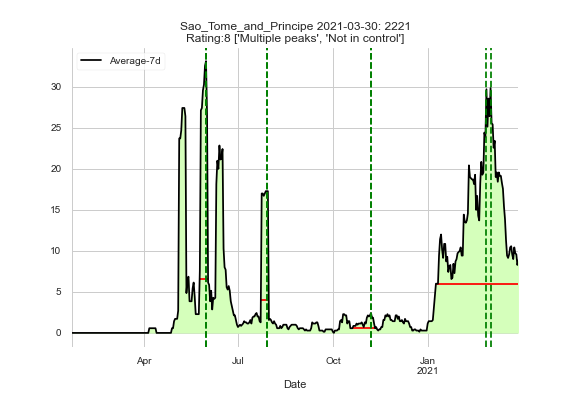 Sao_Tome_and_Principe 2021-03-30: 2221
Rating:8 ['Multiple peaks', 'Not in control']
Average-7d
30
25
20
15
10
5
0
Apr
Jul
Oct
Jan
2021
Date